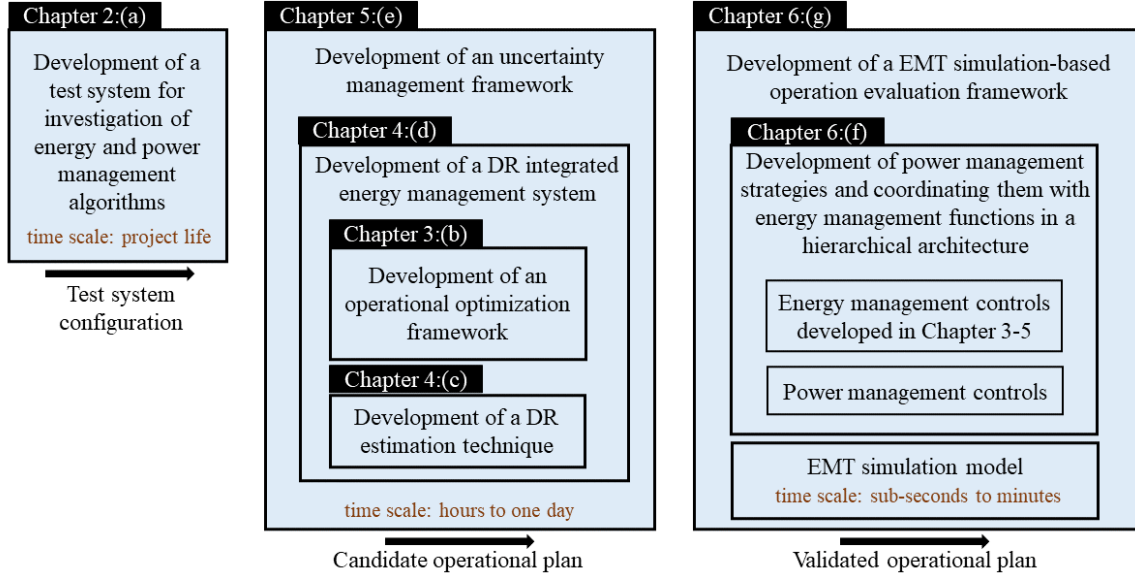 Chapter 2:(a)
Development of a
test system for
investigation of
energy and power
management
algorithms
time scale: project life
Test system
configuration
Chapter 5:(e)
Development of an uncertainty
management framework
Chapter 4:(d)
Development of a DR integrated
energy management system
Chapter 3:(b)
Development of an
operational optimization
framework
Chapter 4:(c)
Development of a DR
estimation technique
time scale: hours to one day
Candidate operational plan
Chapter 6:(g)
Development of a EMT simulation-based
operation evaluation framework
Chapter 6:(f)
Development of power management
strategies and coordinating them with
energy management functions in a
hierarchical architecture
Energy management controls
developed in Chapter 3-5
Power management controls
EMT simulation model
time scale: sub-seconds to minutes
Validated operational plan